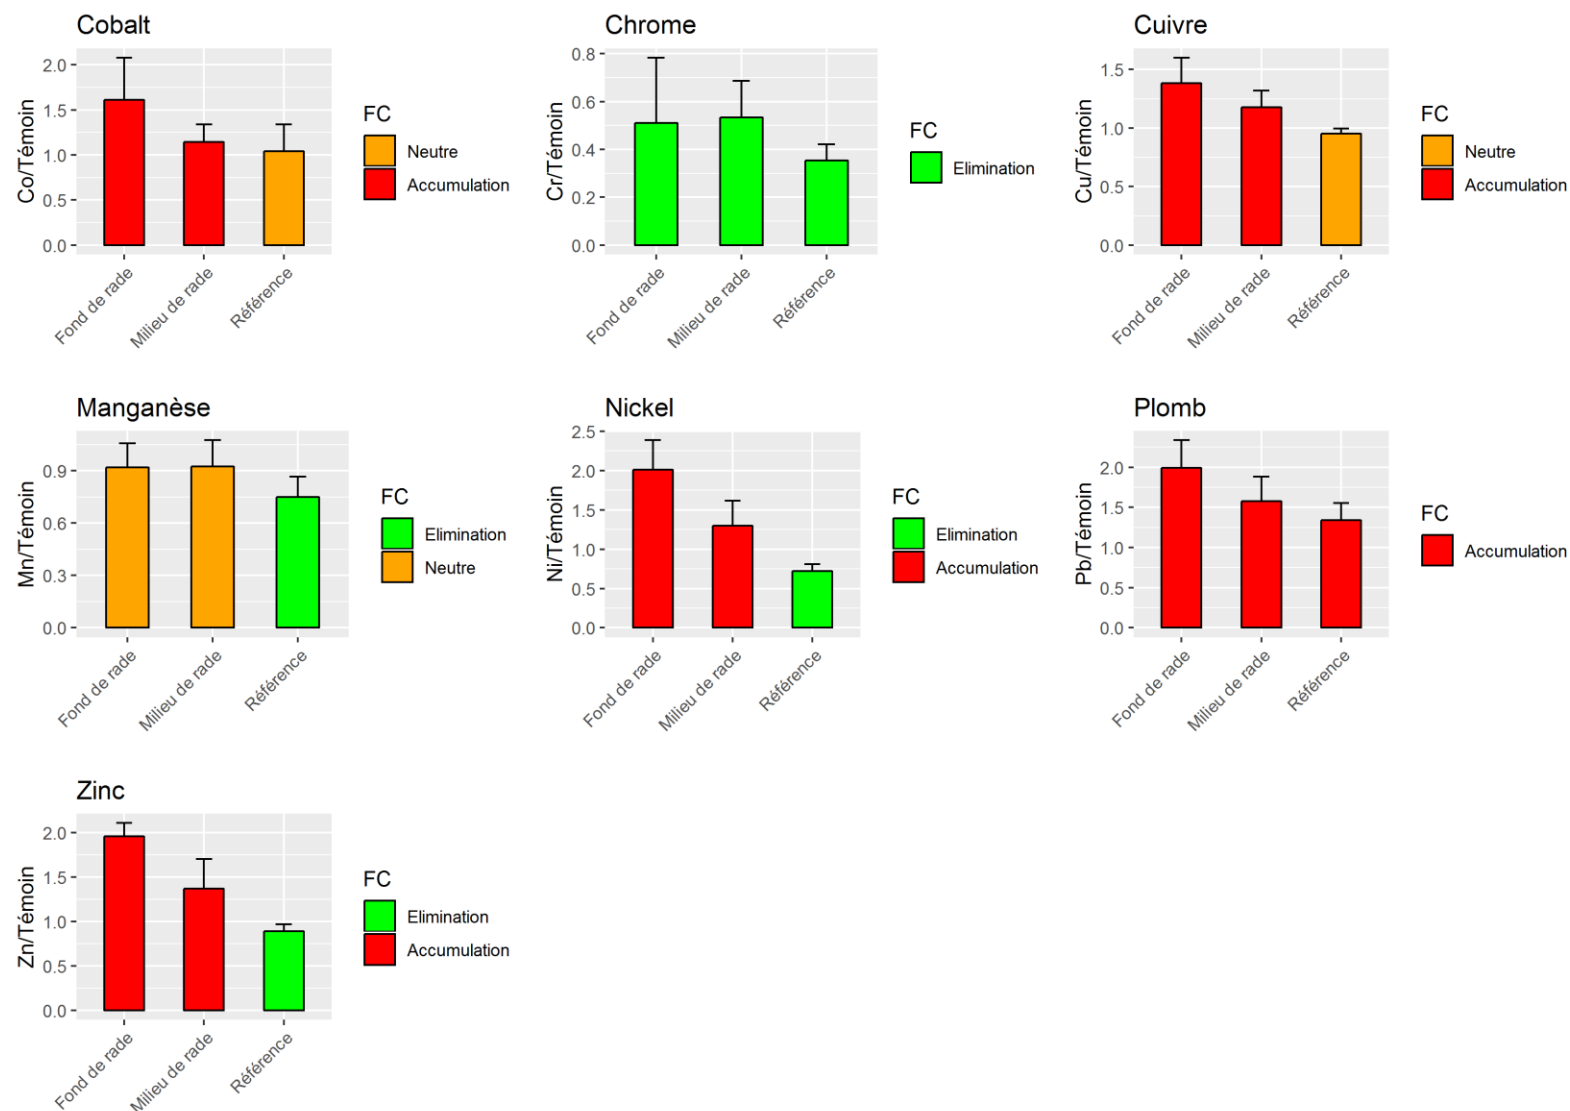 Cobalt
Co/Témoin
2.0
1.5
1.0
0.5
0.0
Fond de rade
Milieu de rade
Référence
FC
Neutre
Accumulation
Chrome
Cr/Témoin
0.8
0.6
0.4
0.2
0.0
Fond de rade
Milieu de rade
Référence
FC
Elimination
Cuivre
Cu/Témoin
1.5
1.0
0.5
0.0
Fond de rade
Milieu de rade
Référence
FC
Neutre
Accumulation
Manganèse
Mn/Témoin
0.9
0.6
0.3
0.0
Fond de rade
Milieu de rade
Référence
FC
Elimination
Neutre
Nickel
Ni/Témoin
2.5
2.0
1.5
1.0
0.5
0.0
Fond de rade
Milieu de rade
Référence
FC
Elimination
Accumulation
Plomb
Pb/Témoin
2.0
1.5
1.0
0.5
0.0
Fond de rade
Milieu de rade
Référence
FC
Accumulation
Zinc
Zn/Témoin
2.0
1.5
1.0
0.5
0.0
Fond de rade
Milieu de rade
Référence
FC
Elimination
Accumulation